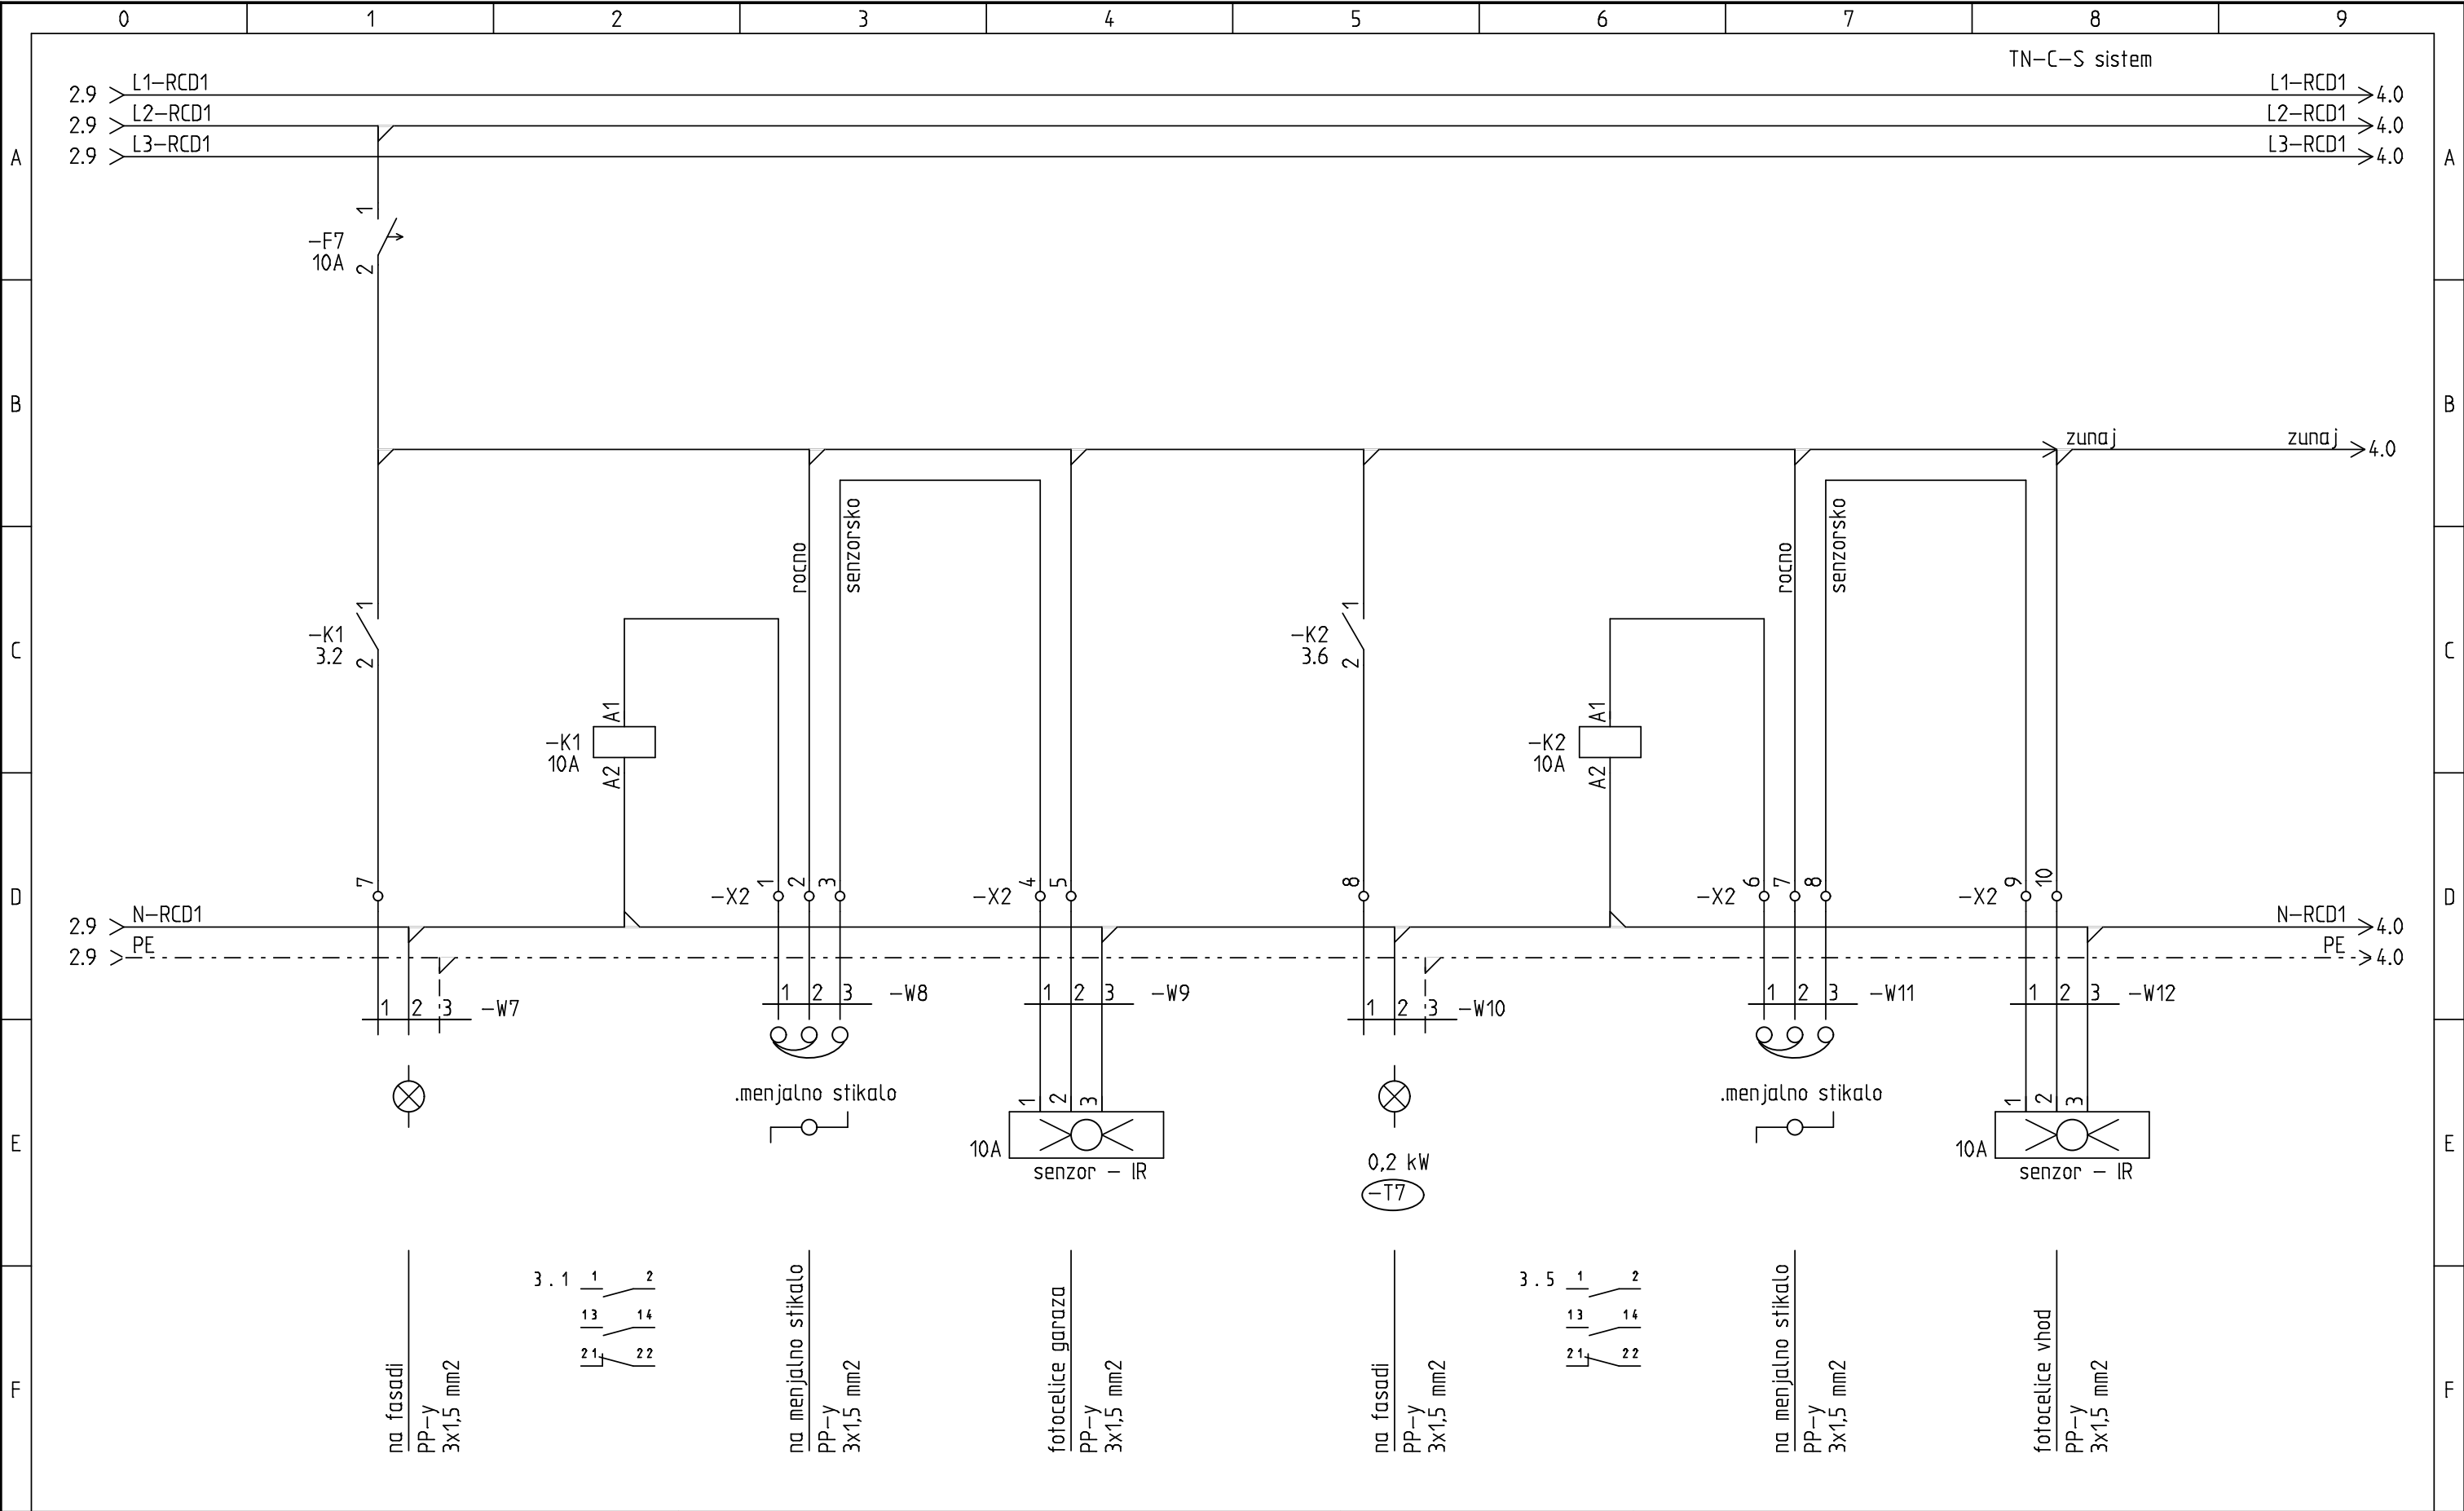 0 1 2 3 4 5 6 7 8 9
TN-C-S sistem
2.9 L1-RCD1 L1-RCD1 4.0
2.9 L2-RCD1 L2-RCD1 4.0
2.9 L3-RCD1 L3-RCD1 4.0
A A
1
-F7
10A
2
B B
zunaj zunaj 4.0
rocno senzorsko rocno senzorsko
1 1
-K1 -K2
3.2 3.6
2 2
C C
A1 A1
-K1 -K2
10A 10A
A2 A2
7 -X2 1 2 3 -X2 4 5 8 -X2 6 7 8 -X2 9 10
D D
2.9 N-RCD1 N-RCD1 4.0
2.9 PE PE 4.0
1 2 3 -W7
1 2 3 -W8
1 2 3 -W9
1 2 3 -W10
1 2 3 -W11
1 2 3 -W12
.menjalno stikalo .menjalno stikalo
1 2 3 1 2 3
E E
10A 10A
senzor - IR senzor - IR
0,2 kW
-T7
3.1 1 2
13 14
21 22
3.5 1 2
13 14
21 22
F F
na fasadi
PP-y
3x1,5 mm2
na menjalno stikalo
PP-y
3x1,5 mm2
fotocelice garaza
PP-y
3x1,5 mm2
na fasadi
PP-y
3x1,5 mm2
na menjalno stikalo
PP-y
3x1,5 mm2
fotocelice vhod
PP-y
3x1,5 mm2